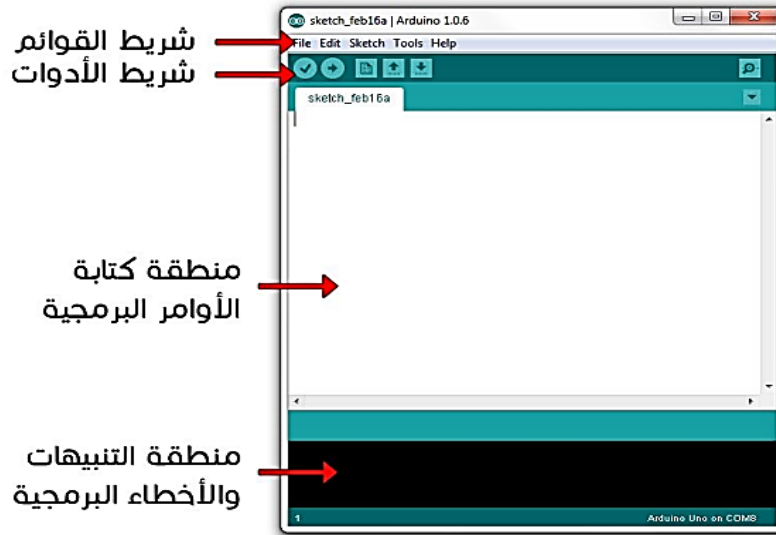 sketch_feb16a | Arduino 1.0.6
شريط القوائم
File Edit Sketch Tools Help
شريط الأدوات
sketch_feb16a
منطقة كتابة
الأوامر البرمجية
منطقة التنبيهات
والأخطاء البرمجية
1
Arduino Uno on COM8